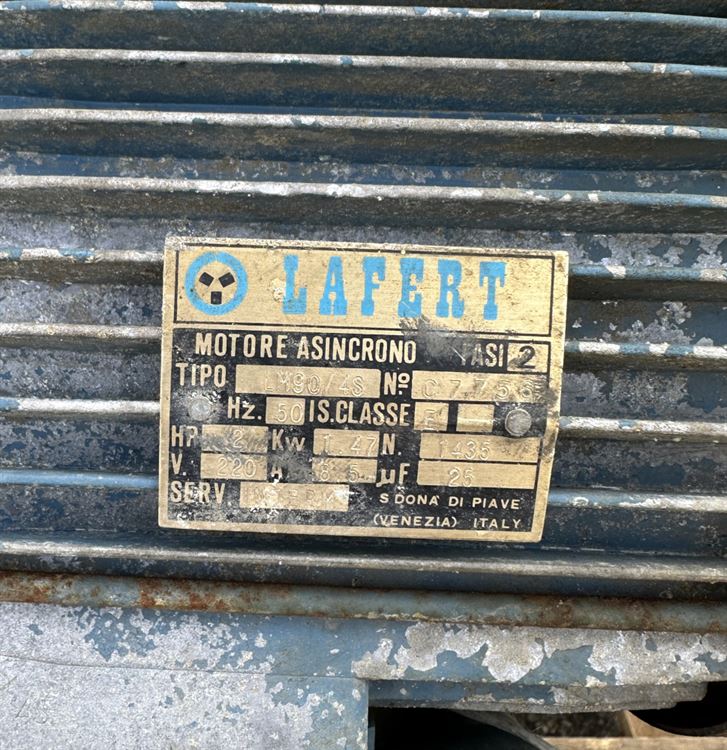 LAFERT
MOTORE ASINCRONO FASI 2
TIPO LM90/4S Nº C7756
Hz. 50 IS.CLASSE E
HP 2 Kw 1.47 N. 1435
V. 220 A 8.5 µF 25
SERV
S DONA' DI PIAVE
(VENEZIA) ITALY